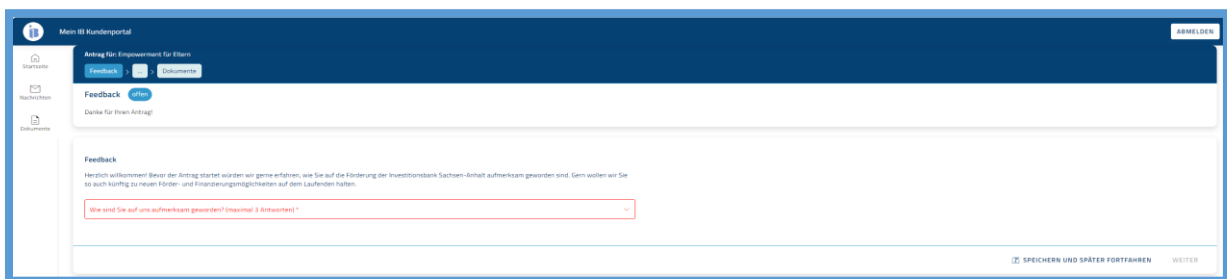 iB Mein IB Kundenportal ABMELDEN
Startseite
Nachrichten
Dokumente
Antrag für: Empowerment für Eltern
Feedback > ... > Dokumente
Feedback offen
Danke für Ihren Antrag!
Feedback
Herzlich willkommen! Bevor der Antrag startet würden wir gerne erfahren, wie Sie auf die Förderung der Investitionsbank Sachsen-Anhalt aufmerksam geworden sind. Gern wollen wir Sie
so auch künftig zu neuen Förder- und Finanzierungsmöglichkeiten auf dem Laufenden halten.
Wie sind Sie auf uns aufmerksam geworden? (maximal 3 Antworten) *
SPEICHERN UND SPÄTER FORTFAHREN WEITER